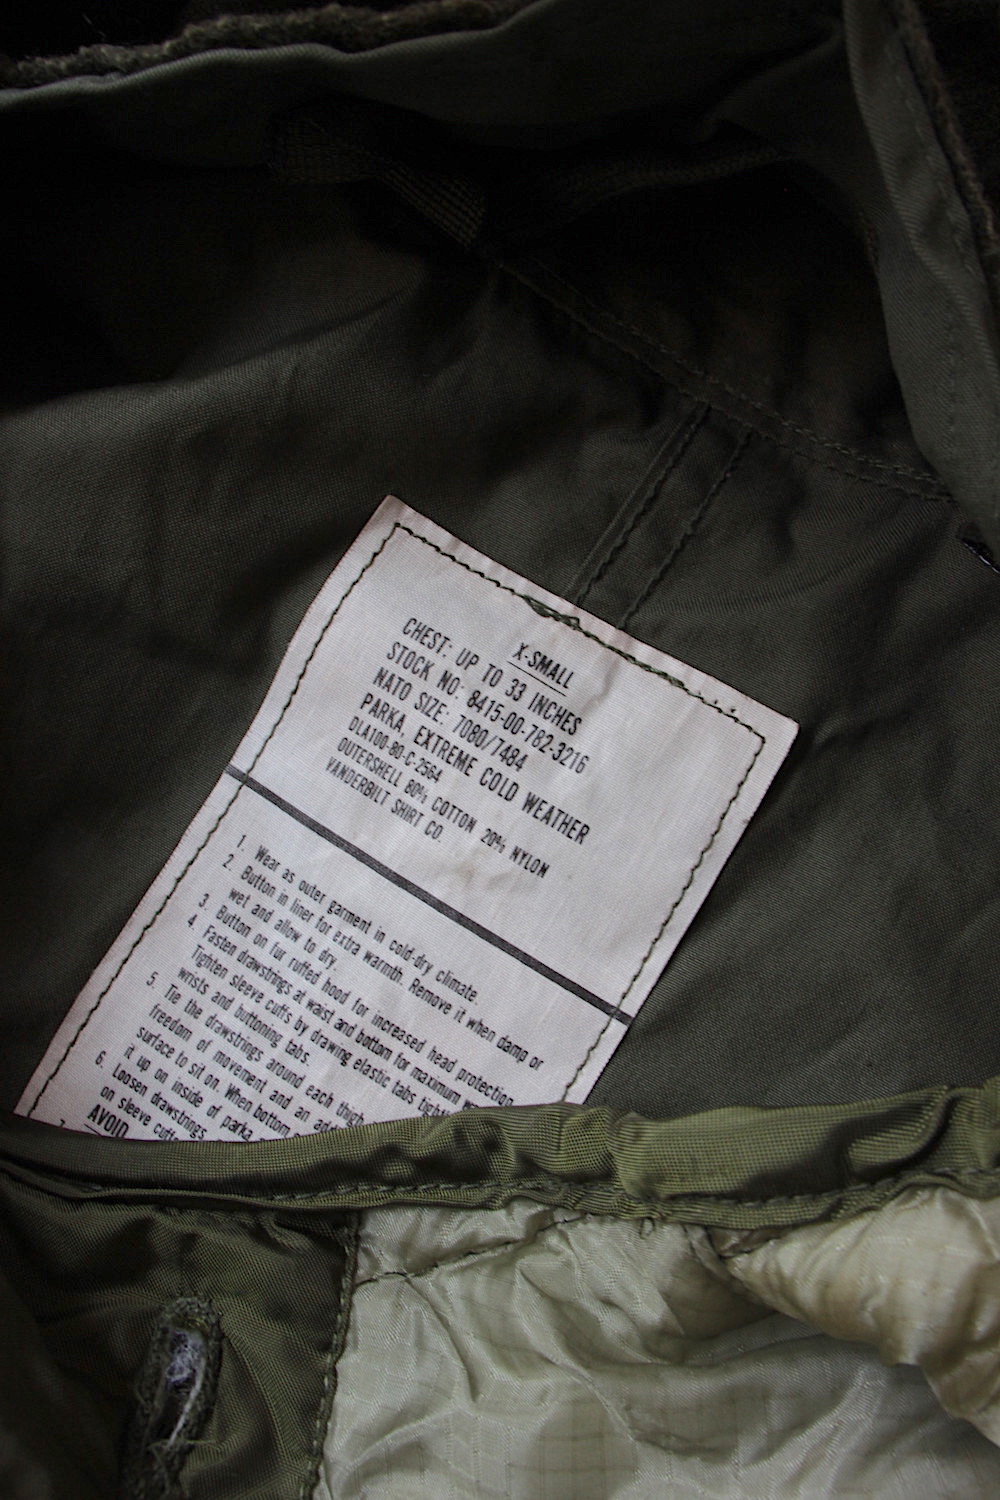 X-SMALL
CHEST: UP TO 33 INCHES
STOCK NO: 8415-00-782-3216
NATO SIZE: 7080/7484
PARKA, EXTREME COLD WEATHER
DLA100-80-C-2564
OUTERSHELL 80% COTTON 20% NYLON
VANDERBILT SHIRT CO.
1. Wear as outer garment in cold-dry climate.
2. Button in liner for extra warmth. Remove it when damp or
wet and allow to dry.
3. Button on fur ruffed hood for increased head protection.
4. Fasten drawstrings at waist and bottom for maximum
Tighten sleeve cuffs by drawing elastic tabs
wrists and buttoning tabs.
5. Tie the drawstrings around each thigh
freedom of movement and an
surface to sit on. When bottom
it up on inside of parka
6. Loosen drawstrings
on sleeve
7.
AVOID